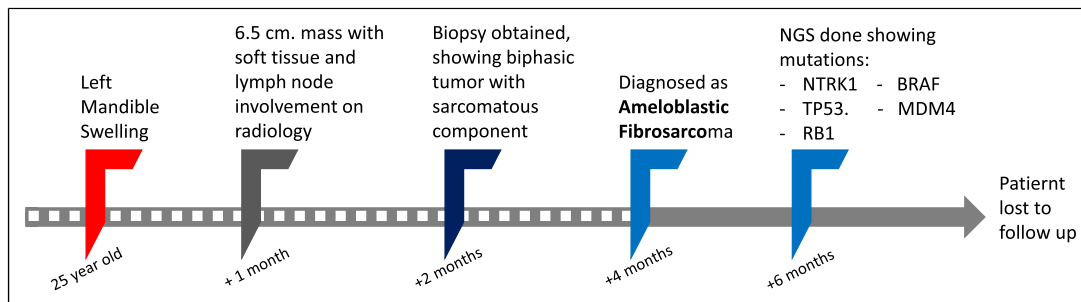 Left
Mandible
Swelling
6.5 cm. mass with
soft tissue and
lymph node
involvement on
radiology
Biopsy obtained,
showing biphasic
tumor with
sarcomatous
component
Diagnosed as
Ameloblastic
Fibrosarcoma
NGS done showing
mutations:
- NTRK1 - BRAF
- TP53. - MDM4
- RB1
Patiernt
lost to
follow up
25 year old
+ 1 month
+2 months
+4 months
+6 months